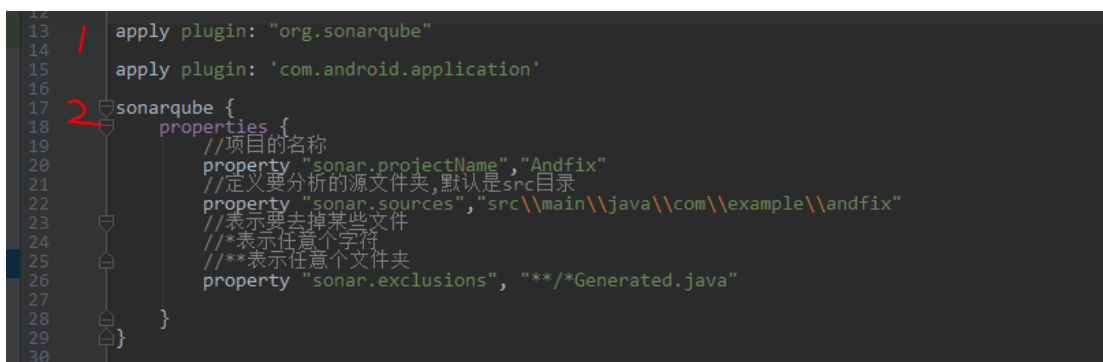 12
13 apply plugin: "org.sonarqube"
1
14
15 apply plugin: 'com.android.application'
16
17 sonarqube {
2
18 properties {
19 //项目的名称
20 property "sonar.projectName","Andfix"
21 //定义要分析的源文件夹,默认是src目录
22 property "sonar.sources","src\\main\\java\\com\\example\\andfix"
23 //表示要去掉某些文件
24 //*表示任意个字符
25 //**表示任意个文件夹
26 property "sonar.exclusions", "**/*Generated.java"
27
28 }
29 }
30